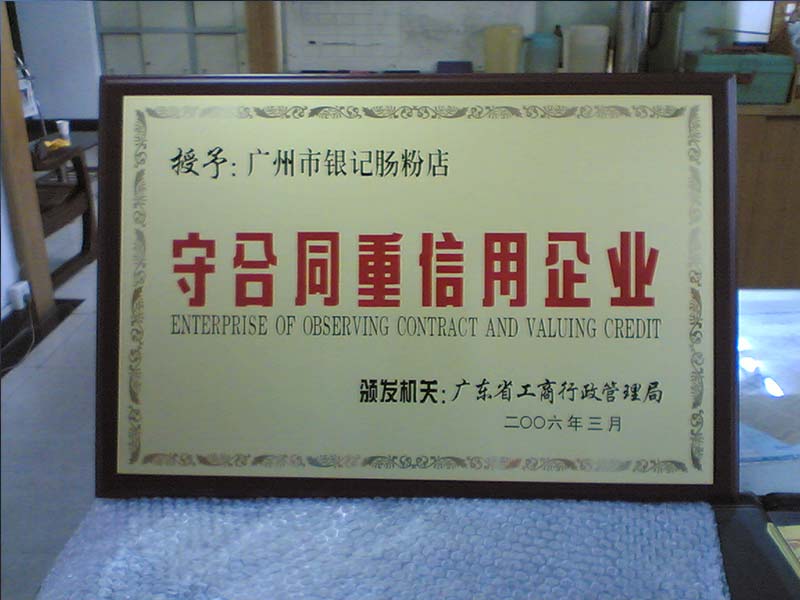 授予：广州市银记肠粉店
守合同重信用企业
ENTERPRISE OF OBSERVING CONTRACT AND VALUING CREDIT
颁发机关：广东省工商行政管理局
二〇〇六年三月